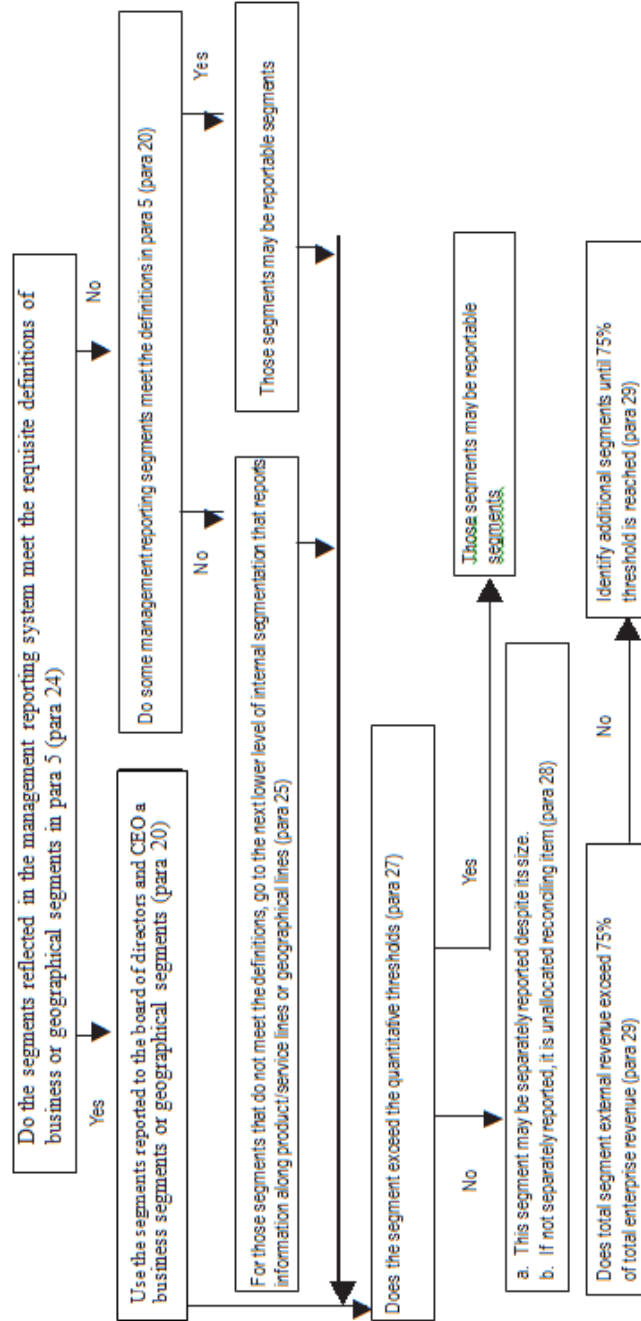 Do the segments reflected in the management reporting system meet the requisite definitions of
business or geographical segments in para 5 (para 24)
Yes
No
Use the segments reported to the board of directors and CEO a
business segments or geographical segments (para 20)
Do some management reporting segments meet the definitions in para 5 (para 20)
No
Yes
For those segments that do not meet the definitions, go to the next lower level of internal segmentation that reports
information along product/service lines or geographical lines (para 25)
Those segments may be reportable segments
Does the segment exceed the quantitative thresholds (para 27)
No
Yes
Those segments may be reportable
segments
a. This segment may be separately reported despite its size.
b. If not separately reported, it is unallocated reconciling item (para 28)
Does total segment external revenue exceed 75%
of total enterprise revenue (para 29)
No
Identify additional segments until 75%
threshold is reached (para 29)